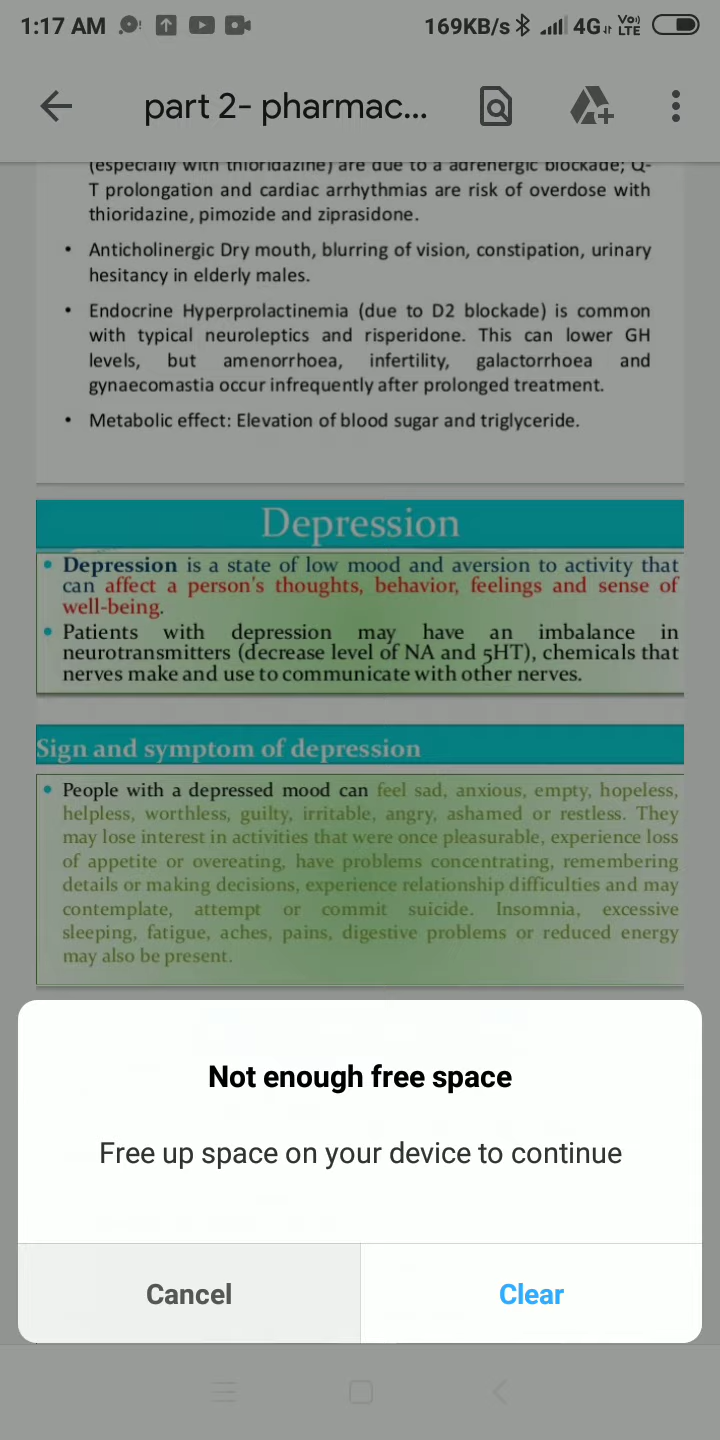 1:17 AM 169KB/s 4G Vo) LTE
part 2- pharmac...
(especially with thioridazine) are due to a adrenergic blockade; Q-
T prolongation and cardiac arrhythmias are risk of overdose with
thioridazine, pimozide and ziprasidone.
• Anticholinergic Dry mouth, blurring of vision, constipation, urinary
hesitancy in elderly males.
• Endocrine Hyperprolactinemia (due to D2 blockade) is common
with typical neuroleptics and risperidone. This can lower GH
levels, but amenorrhoea, infertility, galactorrhoea and
gynaecomastia occur infrequently after prolonged treatment.
• Metabolic effect: Elevation of blood sugar and triglyceride.
Depression
• Depression is a state of low mood and aversion to activity that
can affect a person's thoughts, behavior, feelings and sense of
well-being.
• Patients with depression may have an imbalance in
neurotransmitters (decrease level of NA and 5HT), chemicals that
nerves make and use to communicate with other nerves.
Sign and symptom of depression
• People with a depressed mood can feel sad, anxious, empty, hopeless,
helpless, worthless, guilty, irritable, angry, ashamed or restless. They
may lose interest in activities that were once pleasurable, experience loss
of appetite or overeating, have problems concentrating, remembering
details or making decisions, experience relationship difficulties and may
contemplate, attempt or commit suicide. Insomnia, excessive
sleeping, fatigue, aches, pains, digestive problems or reduced energy
may also be present.
Not enough free space
Free up space on your device to continue
Cancel
Clear